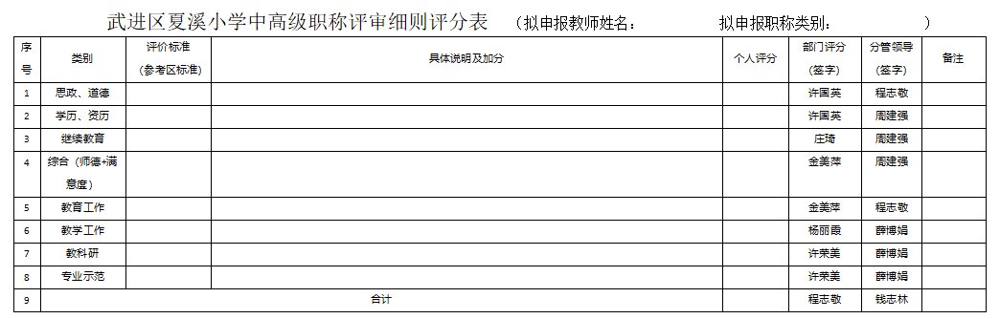 武进区夏溪小学中高级职称评审细则评分表 （拟申报教师姓名： 拟申报职称类别： ）
序号 类别 评价标准（参考区标准） 具体说明及加分 个人评分 部门评分（签字） 分管领导（签字） 备注
1 思政、道德 许国英 程志敬
2 学历、资历 许国英 周建强
3 继续教育 庄琦 周建强
4 综合（师德+满意度） 金美萍 周建强
5 教育工作 金美萍 程志敬
6 教学工作 杨丽霞 薛博娟
7 教科研 许荣美 薛博娟
8 专业示范 许荣美 薛博娟
9 合计 程志敬 钱志林